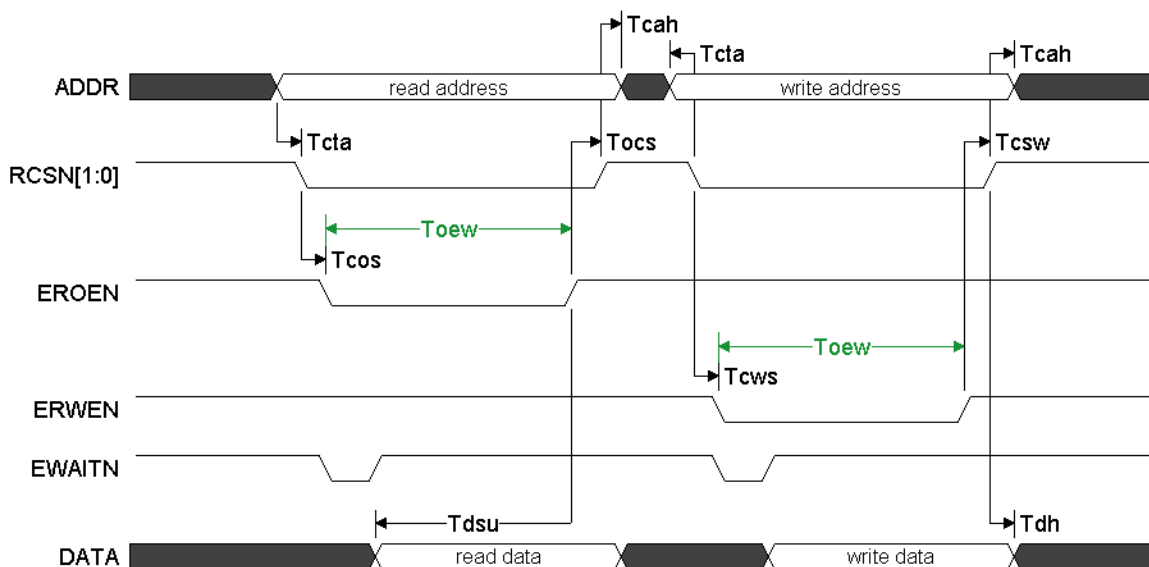 Tcah
Tcta
Tcah
ADDR
read address
write address
Tcta
Tocs
Tcsw
RCSN[1:0]
Toew
Tcos
EROEN
Toew
Tcws
ERWEN
EWAITN
Tdsu
Tdh
DATA
read data
write data